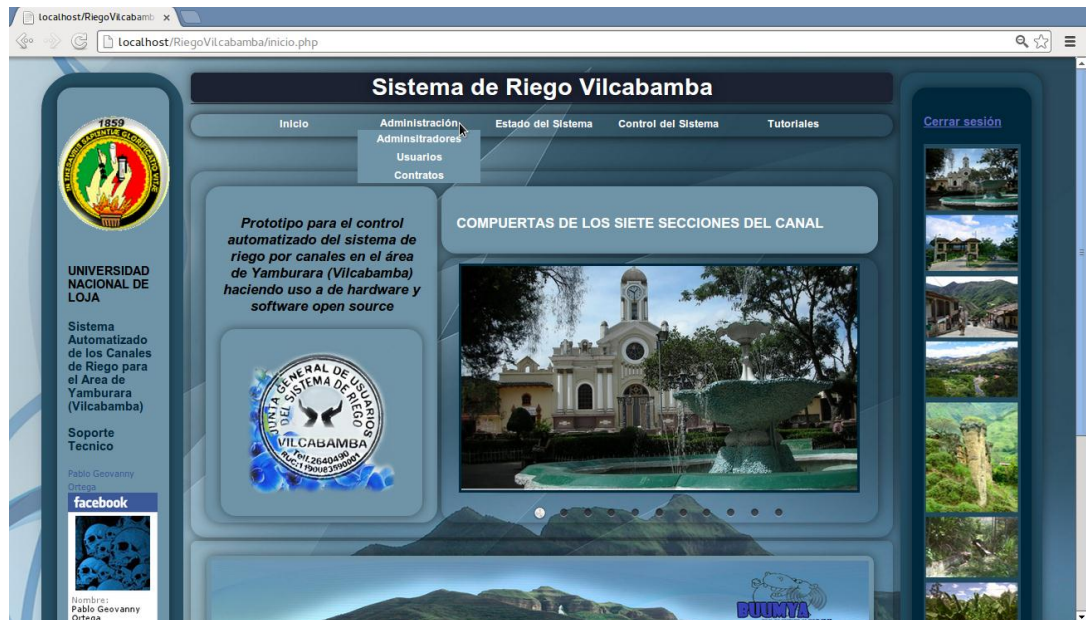 localhost/RiegoVilcabamb
localhost/RiegoVilcabamba/inicio.php
Sistema de Riego Vilcabamba
Inicio
Administración
Estado del Sistema
Control del Sistema
Tutoriales
Adminsitradores
Usuarios
Contratos
1859
UNIVERSIDAD
NACIONAL DE
LOJA
Sistema
Automatizado
de los Canales
de Riego para
el Area de
Yamburara
(Vilcabamba)
Soporte
Tecnico
Pablo Geovanny
Ortega
facebook
Nombre:
Pablo Geovanny
Ortega
Prototipo para el control
automatizado del sistema de
riego por canales en el área
de Yamburara (Vilcabamba)
haciendo uso a de hardware y
software open source
JUNTA GENERAL DE USUARIOS
DEL SISTEMA DE RIEGO
VILCABAMBA
Telf.2640490
RUC:1190083590001
COMPUERTAS DE LOS SIETE SECCIONES DEL CANAL
Cerrar sesión